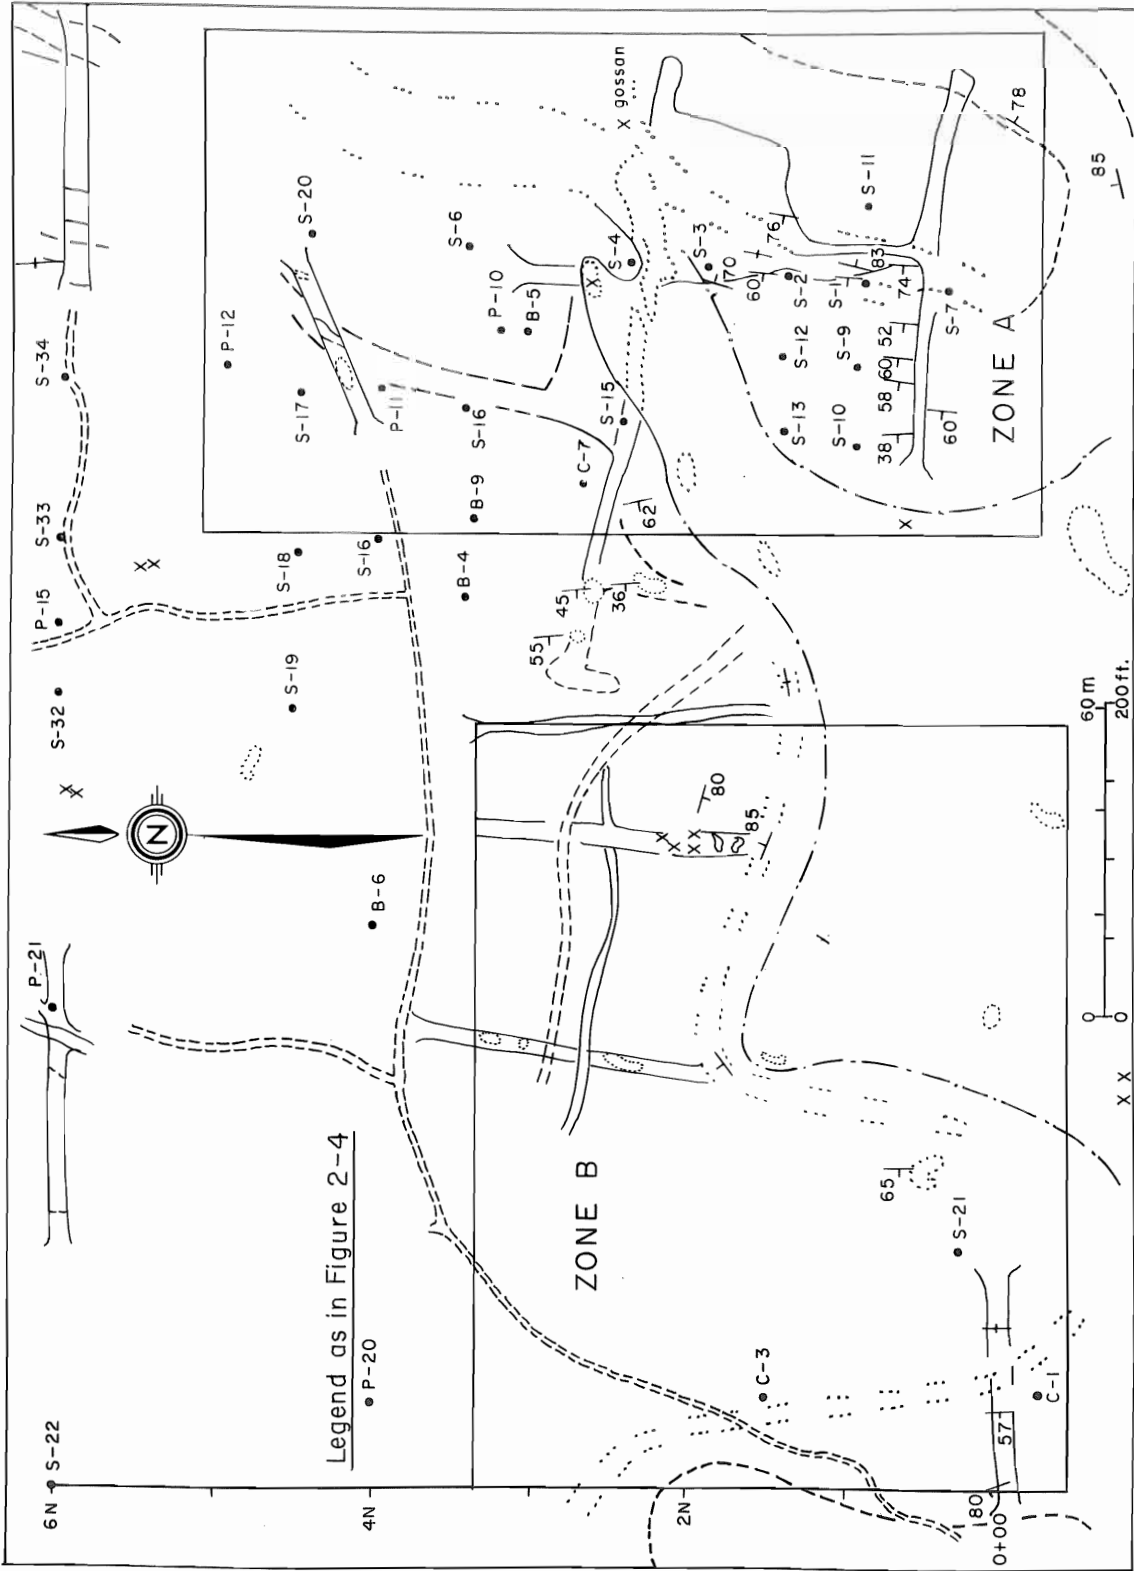 6N
S-22
P-21
S-32
P-15
S-33
S-34
X X
X X
N
P-12
S-20
S-17
S-18
S-19
B-6
P-20
4N
Legend as in Figure 2-4
P-11
S-16
S-16
B-9
B-4
S-6
P-10
B-5
C-7
S-15
S-4
X
X gossan
55
45
36
62
S-3
70
60
76
S-2
S-1
83
74
S-11
S-12
S-9
S-13
S-10
52
60
58
38
60
S-7
ZONE A
78
85
X
2N
ZONE B
X X
X X
80
85
65
S-21
C-3
C-1
57
80
0+00
X X
0
60 m
0
200 ft.